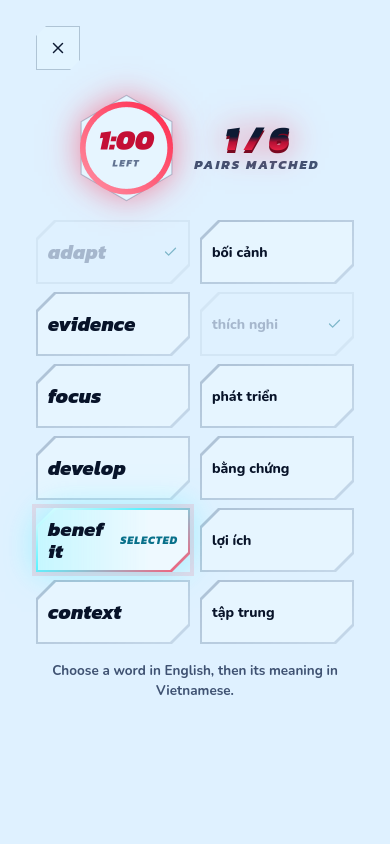 1:00
LEFT
1/6
PAIRS MATCHED
adapt
bối cảnh
evidence
thích nghi
focus
phát triển
develop
bằng chứng
benef
it
SELECTED
lợi ích
context
tập trung
Choose a word in English, then its meaning in
Vietnamese.